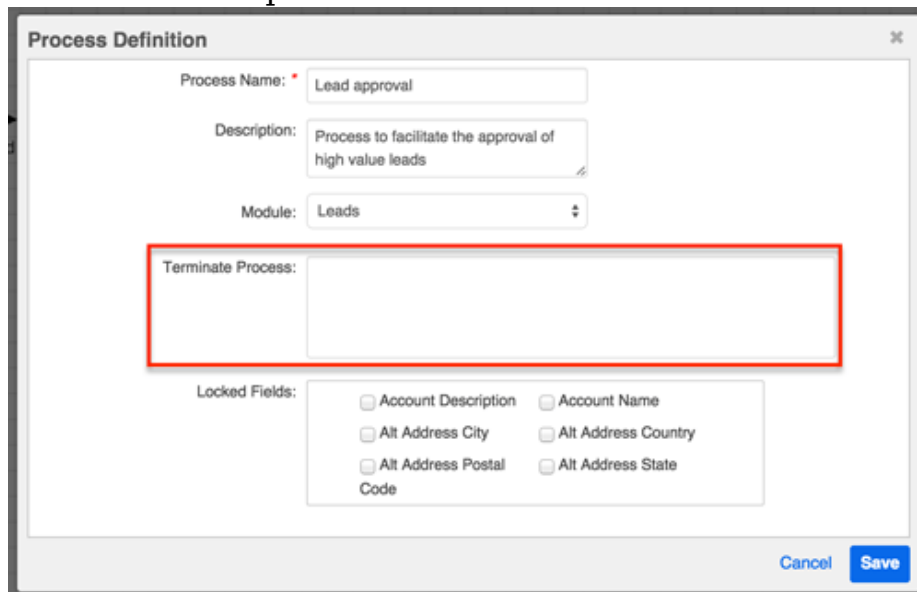 Process Definition
Process Name: *
Lead approval
Description:
Process to facilitate the approval of
high value leads
Module:
Leads
Terminate Process:
Locked Fields:
Account Description
Account Name
Alt Address City
Alt Address Country
Alt Address Postal
Code
Alt Address State
Cancel
Save